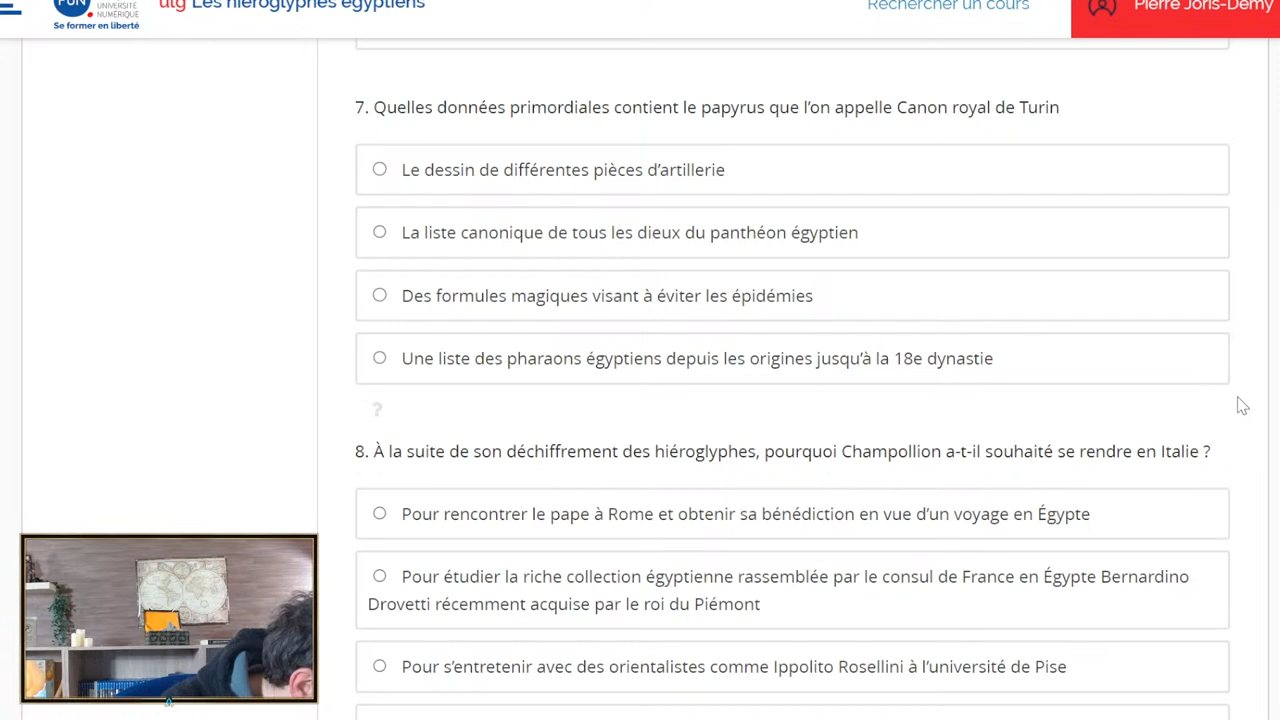 FUN
UNIVERSITÉ
NUMÉRIQUE
Se former en liberté
ulg Les hiéroglyphes égyptiens
Rechercher un cours
Pierre Joris-Demy
7. Quelles données primordiales contient le papyrus que l’on appelle Canon royal de Turin
Le dessin de différentes pièces d’artillerie
La liste canonique de tous les dieux du panthéon égyptien
Des formules magiques visant à éviter les épidémies
Une liste des pharaons égyptiens depuis les origines jusqu’à la 18e dynastie
?
8. À la suite de son déchiffrement des hiéroglyphes, pourquoi Champollion a-t-il souhaité se rendre en Italie ?
Pour rencontrer le pape à Rome et obtenir sa bénédiction en vue d’un voyage en Égypte
Pour étudier la riche collection égyptienne rassemblée par le consul de France en Égypte Bernardino
Drovetti récemment acquise par le roi du Piémont
Pour s’entretenir avec des orientalistes comme Ippolito Rosellini à l’université de Pise